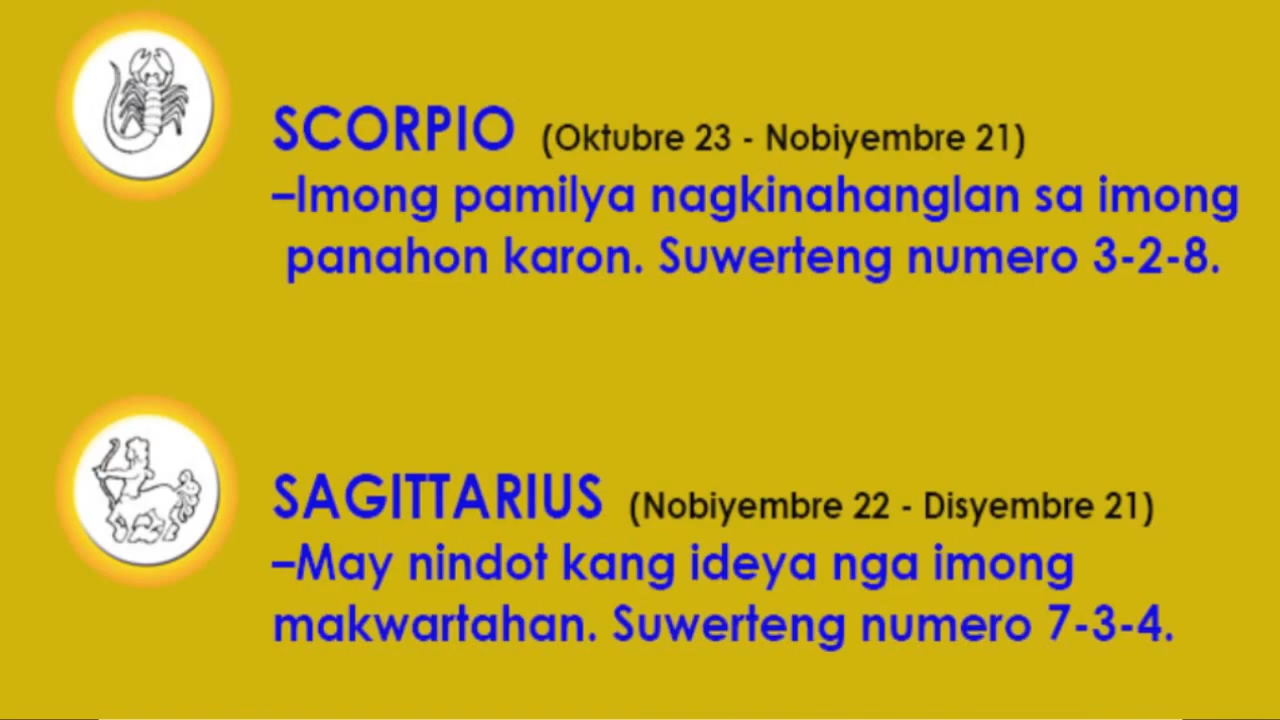 SCORPIO (Oktubre 23 - Nobiyembre 21)
–Imong pamilya nagkinahanglan sa imong
panahon karon. Suwerteng numero 3-2-8.
SAGITTARIUS (Nobiyembre 22 - Disyembre 21)
–May nindot kang ideya nga imong
makwartahan. Suwerteng numero 7-3-4.